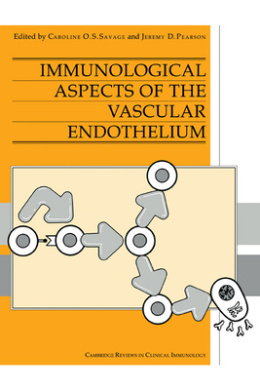 Edited by Caroline O.S. Savage and Jeremy D. Pearson
IMMUNOLOGICAL
ASPECTS OF THE
VASCULAR
ENDOTHELIUM
Cambridge Reviews in Clinical Immunology